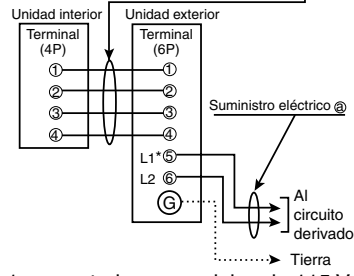 Unidad interior Unidad exterior
Terminal Terminal
(4P) (6P)
1 1
2 2
3 3
4 4
Suministro eléctrico ⓐ
L1* 5
L2 6
G
Al
circuito
derivado
Tierra